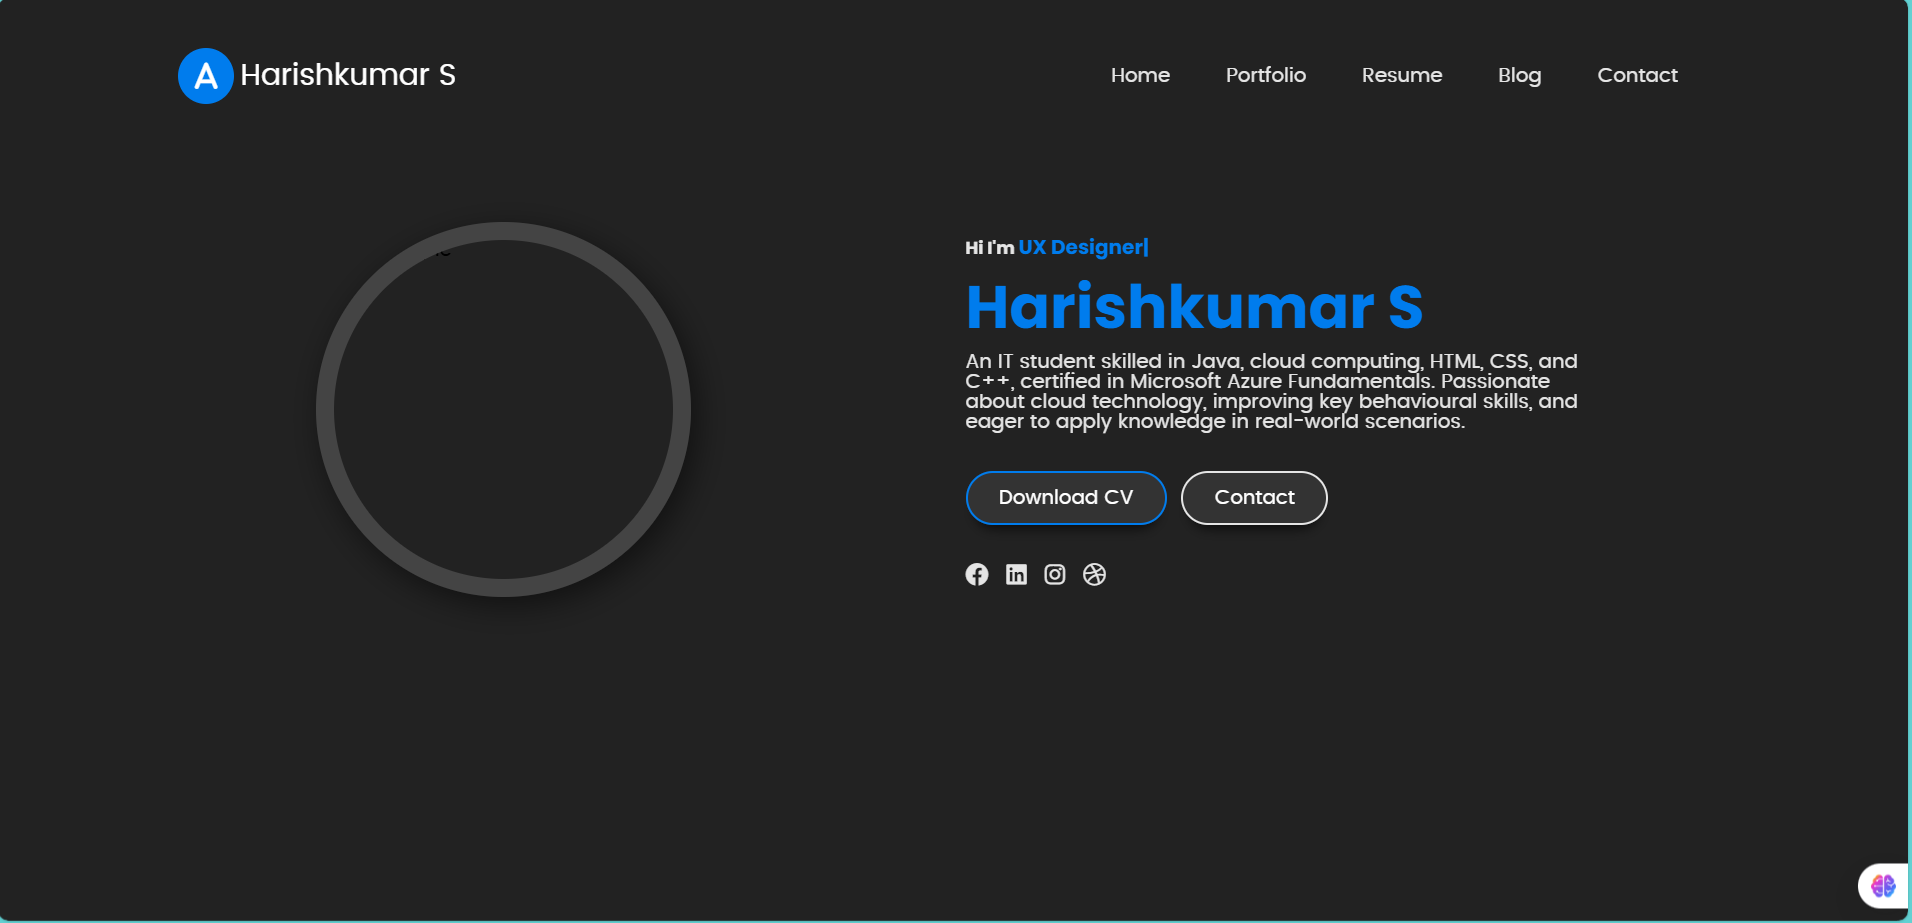 A Harishkumar S
Home Portfolio Resume Blog Contact
Hi I'm UX Designer|
Harishkumar S
An IT student skilled in Java, cloud computing, HTML, CSS, and
C++, certified in Microsoft Azure Fundamentals. Passionate
about cloud technology, improving key behavioural skills, and
eager to apply knowledge in real-world scenarios.
Download CV Contact